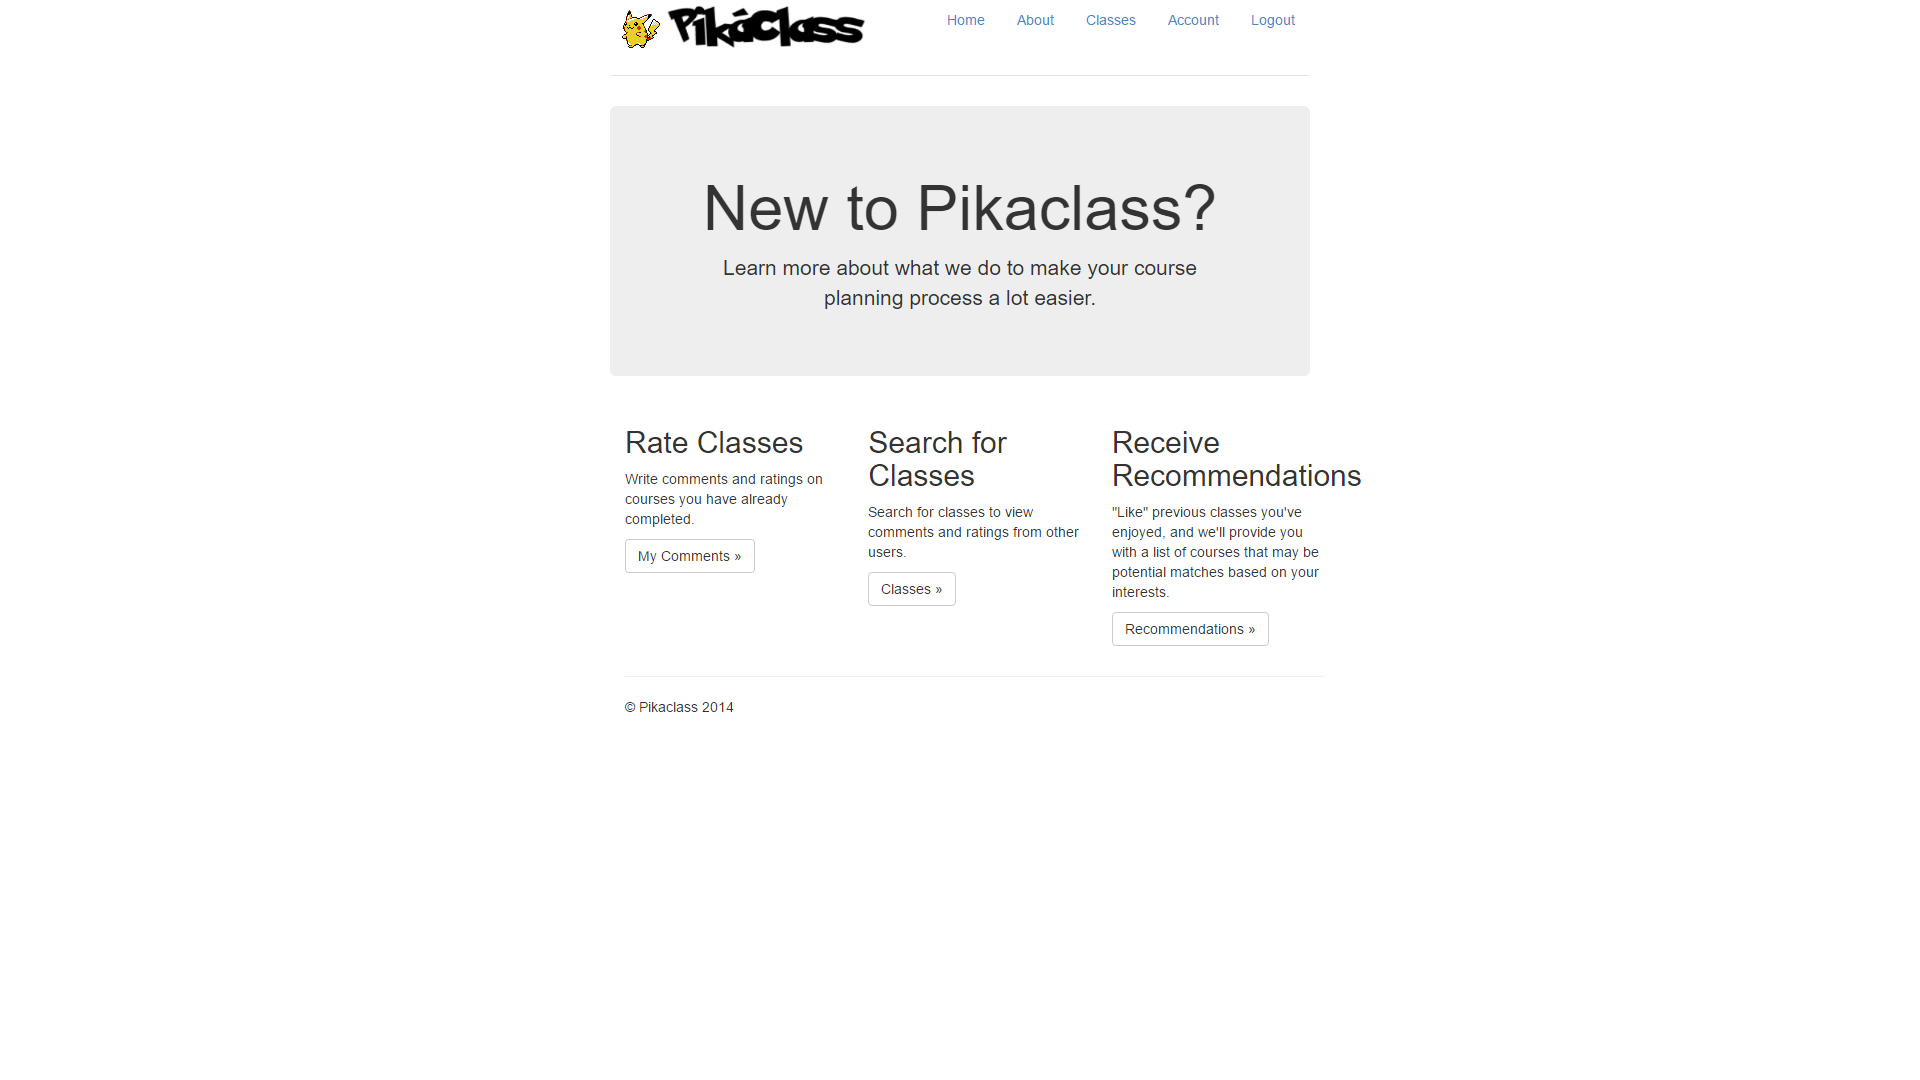 Pikáclass
Home About Classes Account Logout
New to Pikaclass?
Learn more about what we do to make your course
planning process a lot easier.
Rate Classes
Write comments and ratings on
courses you have already
completed.
My Comments »
Search for
Classes
Search for classes to view
comments and ratings from other
users.
Classes »
Receive
Recommendations
"Like" previous classes you've
enjoyed, and we'll provide you
with a list of courses that may be
potential matches based on your
interests.
Recommendations »
© Pikaclass 2014